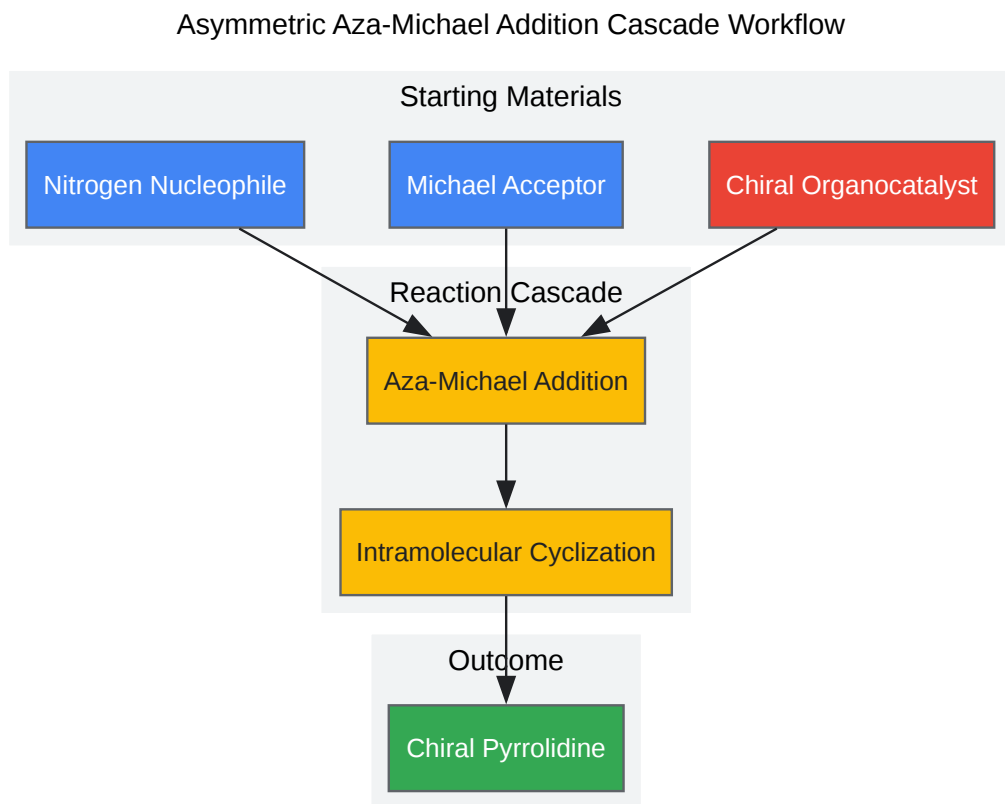 Asymmetric Aza-Michael Addition Cascade Workflow
Starting Materials
Nitrogen Nucleophile
Michael Acceptor
Chiral Organocatalyst
Reaction Cascade
Aza-Michael Addition
Intramolecular Cyclization
Outcome
Chiral Pyrrolidine